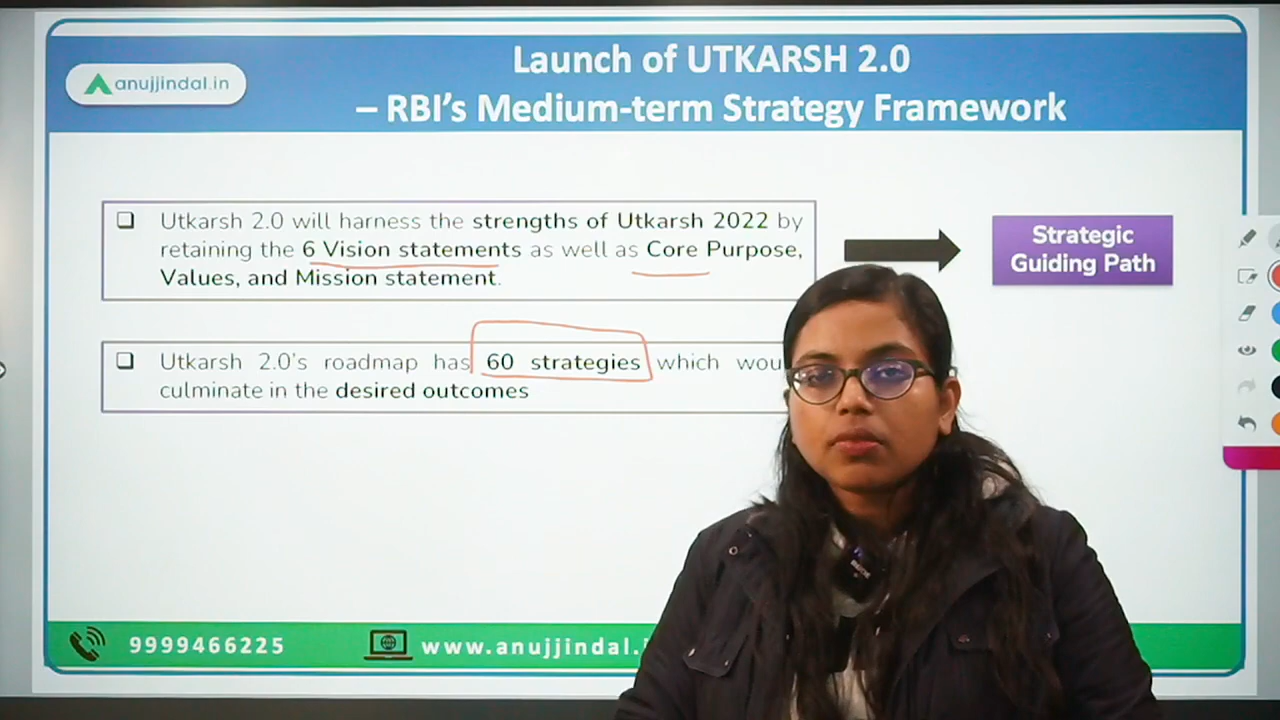 Launch of UTKARSH 2.0
– RBI’s Medium-term Strategy Framework
anujjindal.in
❑ Utkarsh 2.0 will harness the strengths of Utkarsh 2022 by
retaining the 6 Vision statements as well as Core Purpose,
Values, and Mission statement.
Strategic
Guiding Path
❑ Utkarsh 2.0’s roadmap has 60 strategies which
culminate in the desired outcomes
9999466225
www.anujjindal.